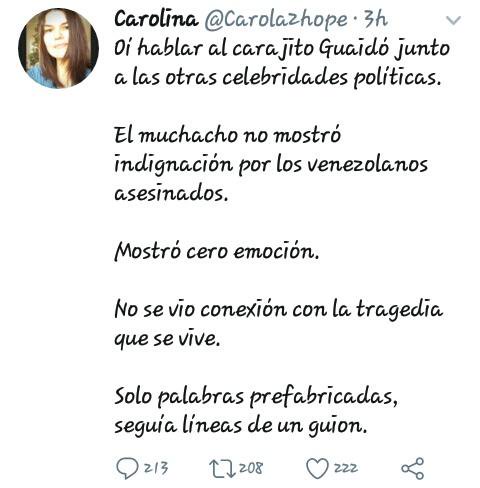 Carolina @Carola2hope · 3h
Oí hablar al carajito Guaidó junto
a las otras celebridades políticas.
El muchacho no mostró
indignación por los venezolanos
asesinados.
Mostró cero emoción.
No se vio conexión con la tragedia
que se vive.
Solo palabras prefabricadas,
seguía líneas de un guion.
213 208 222